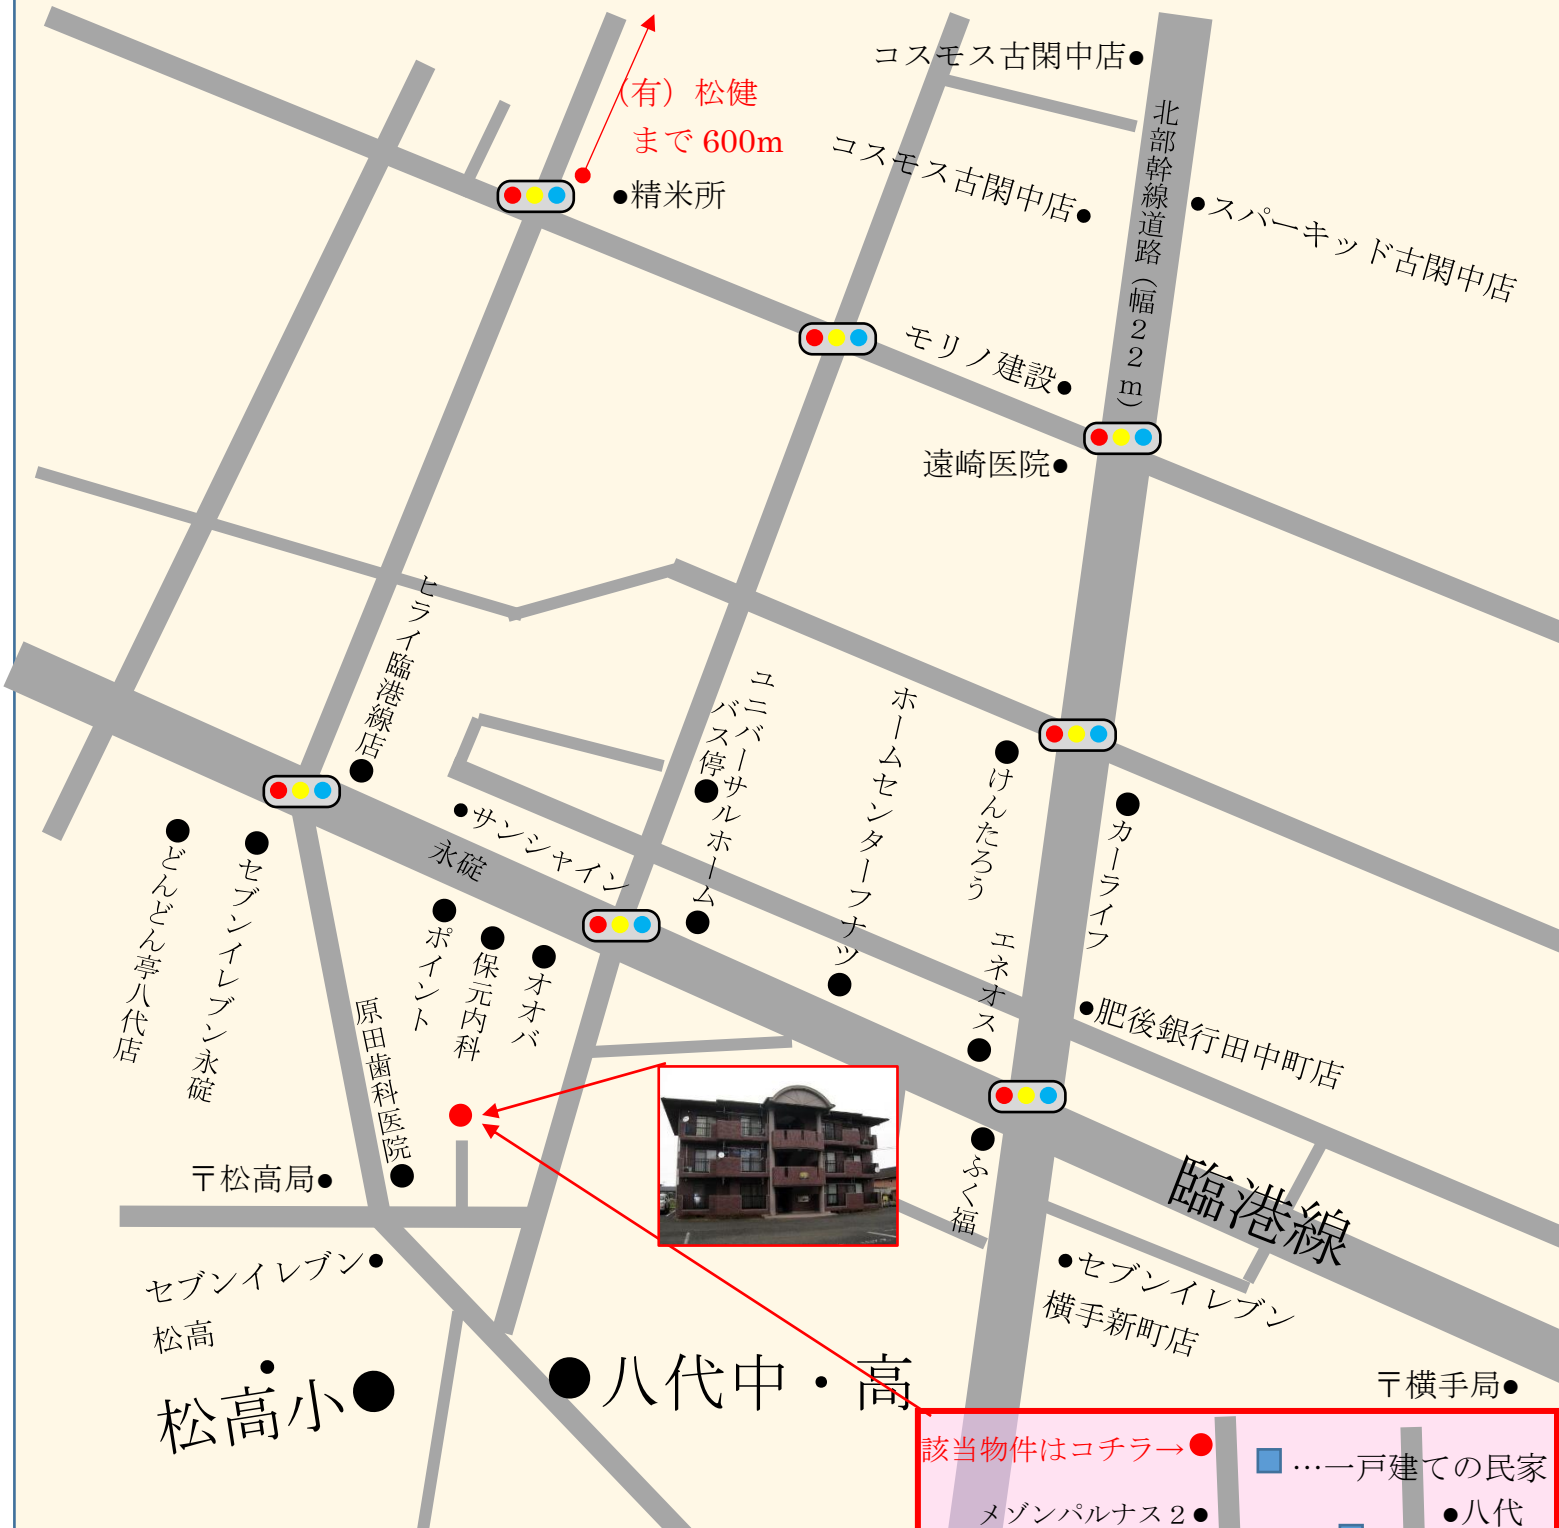 コスモス古閑中店
(有)松健
まで 600m
精米所
コスモス古閑中店
北部幹線道路(幅22m)
スパーキッド古閑中店
モリノ建設
遠崎医院
ヒライ臨港線店
ユニバーサルホーム
バス停
ホームセンターフナツ
けんたろう
カーライフ
サンシャイン
永碇
どんどん亭八代店
セブンイレブン永碇
ポイント
保元内科
オオバ
エネオス
肥後銀行田中町店
原田歯科医院
〒松高局
ふく福
臨港線
セブンイレブン
松高
セブンイレブン
横手新町店
松高小
八代中・高
〒横手局
該当物件はコチラ→
…一戸建ての民家
メゾンパルナス2
八代